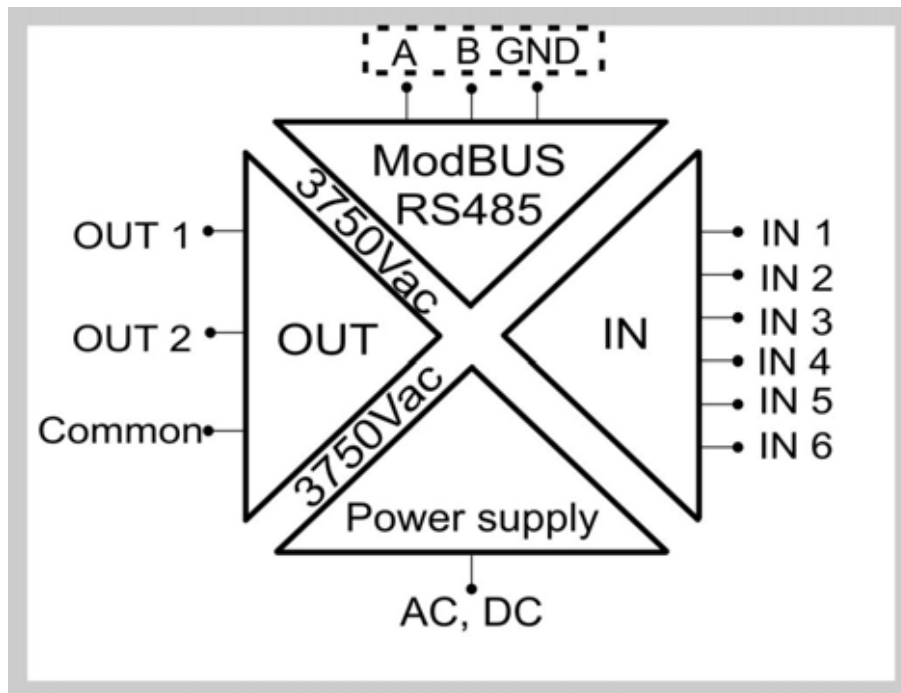 A B GND
ModBUS
RS485
3750Vac
OUT 1
OUT 2
Common
OUT
IN
IN 1
IN 2
IN 3
IN 4
IN 5
IN 6
3750Vac
Power supply
AC, DC